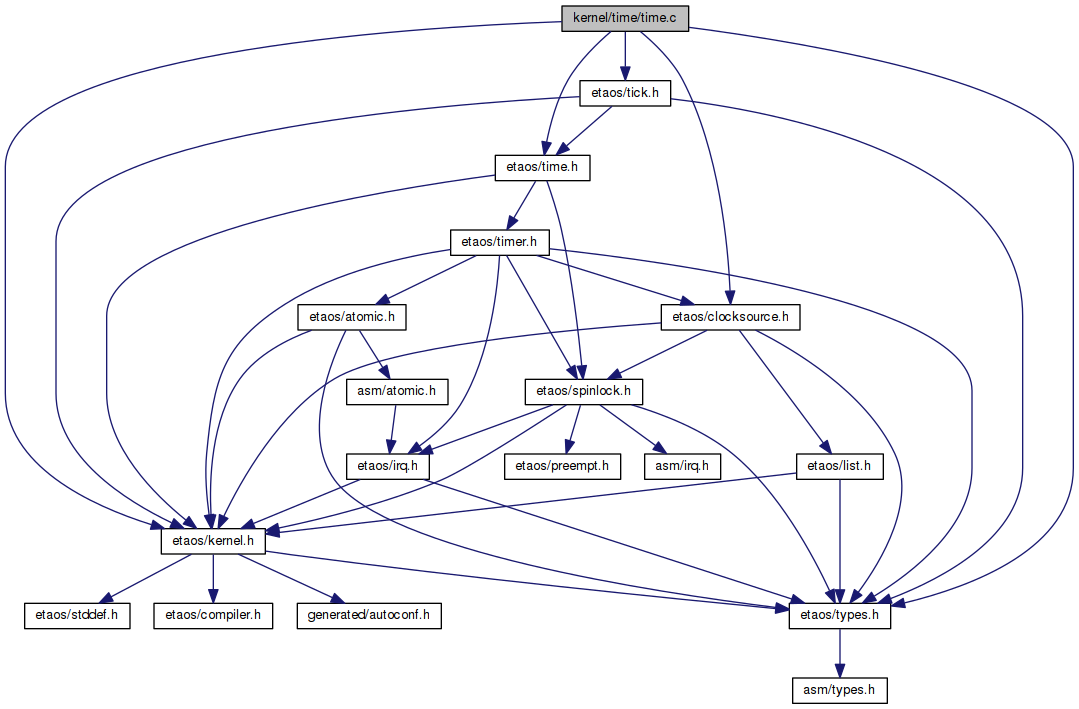 kernel/time/time.c
etaos/tick.h
etaos/time.h
etaos/timer.h
etaos/atomic.h
etaos/clocksource.h
asm/atomic.h
etaos/spinlock.h
etaos/irq.h
etaos/preempt.h
asm/irq.h
etaos/list.h
etaos/kernel.h
etaos/stddef.h
etaos/compiler.h
generated/autoconf.h
etaos/types.h
asm/types.h